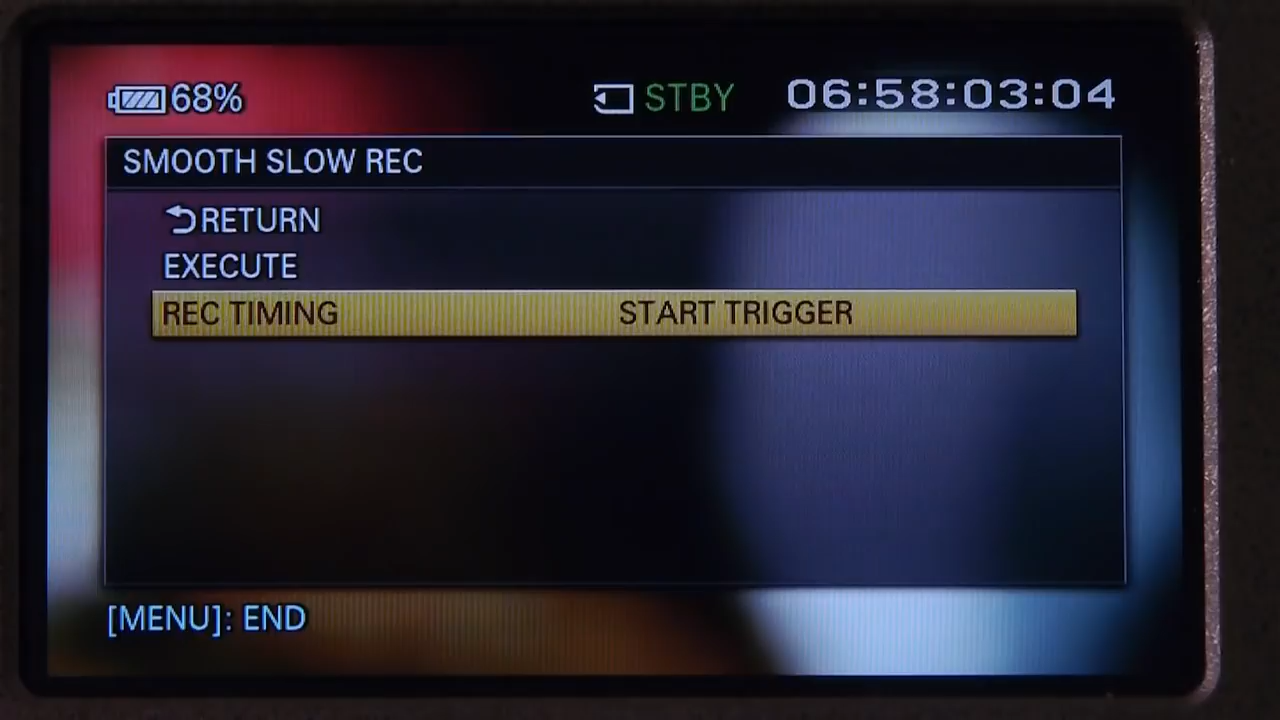 68% STBY 06:58:03:04
SMOOTH SLOW REC
RETURN
EXECUTE
REC TIMING START TRIGGER
[MENU]: END